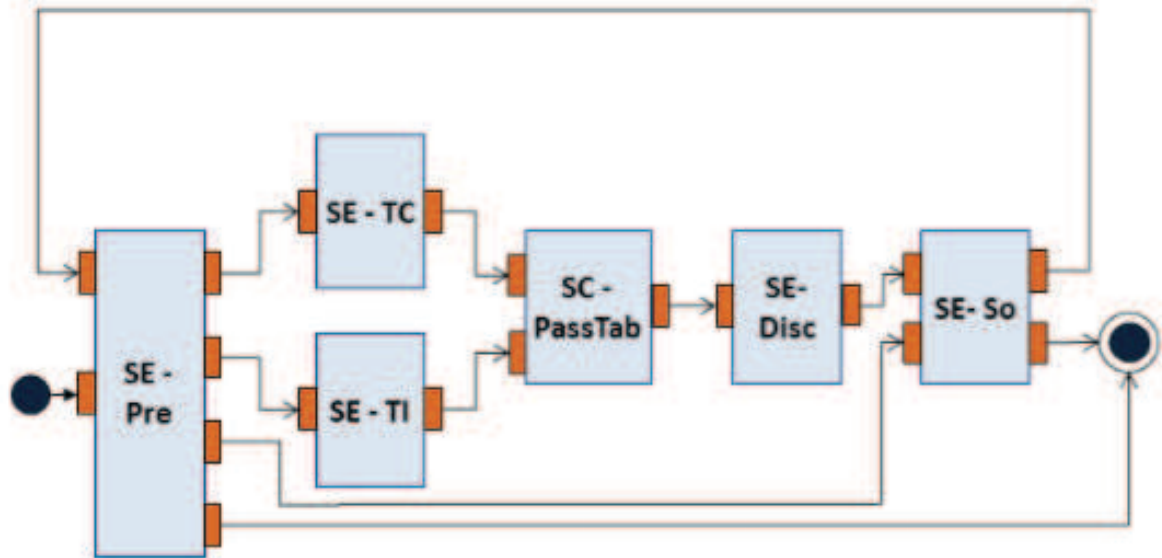 SE - TC
SC -
PassTab
SE-
Disc
SE- So
SE -
Pre
SE - TI